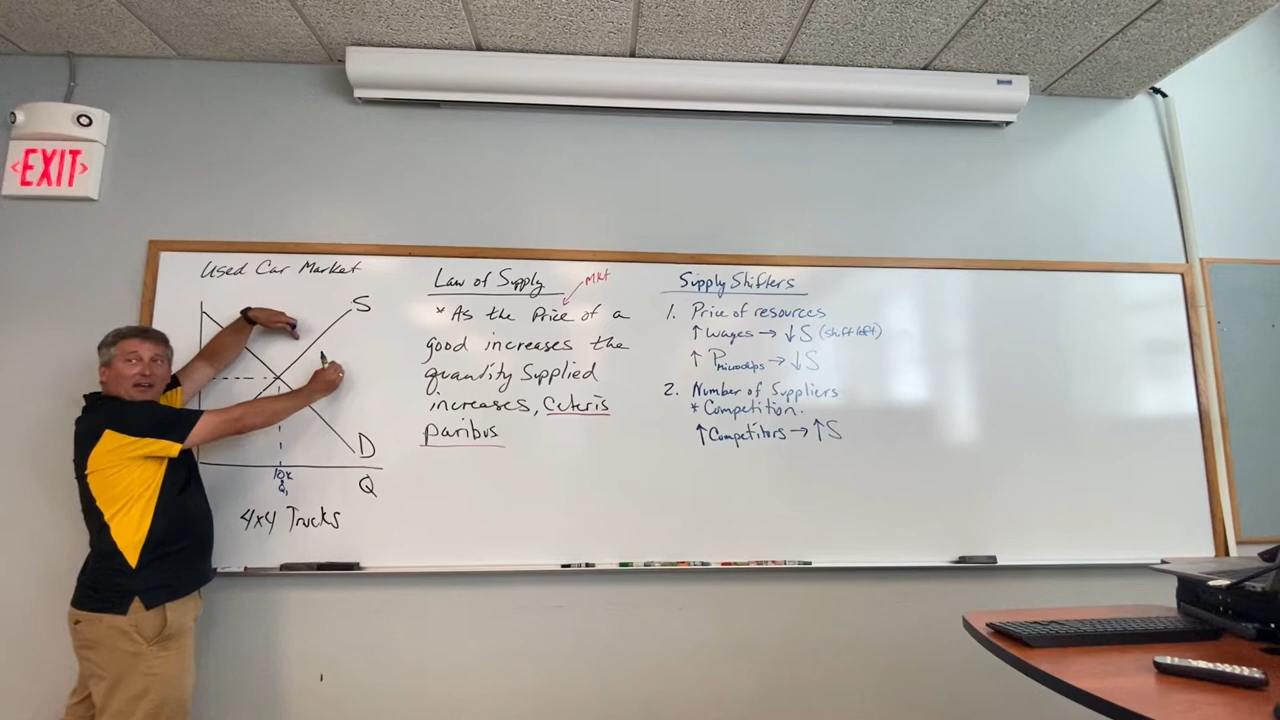 EXIT
Used Car Market
S
D
10k
Q₁
Q
4x4 Trucks
Law of Supply
MKt
* As the Price of a
good increases the
quantity Supplied
increases, Ceteris
paribus
Supply Shifters
1. Price of resources
↑ Wages → ↓S (shift left)
↑ Pmicrochips → ↓S
2. Number of Suppliers
* Competition.
↑Competitors → ↑S